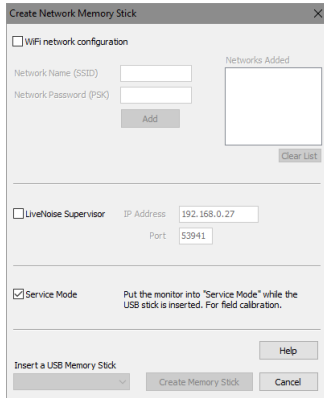 Create Network Memory Stick
WiFi network configuration
Networks Added
Network Name (SSID)
Network Password (PSK)
Add
Clear List
LiveNoise Supervisor
IP Address
192.168.0.27
Port
53941
Service Mode
Put the monitor into "Service Mode" while the
USB stick is inserted. For field calibration.
Help
Insert a USB Memory Stick
Create Memory Stick
Cancel